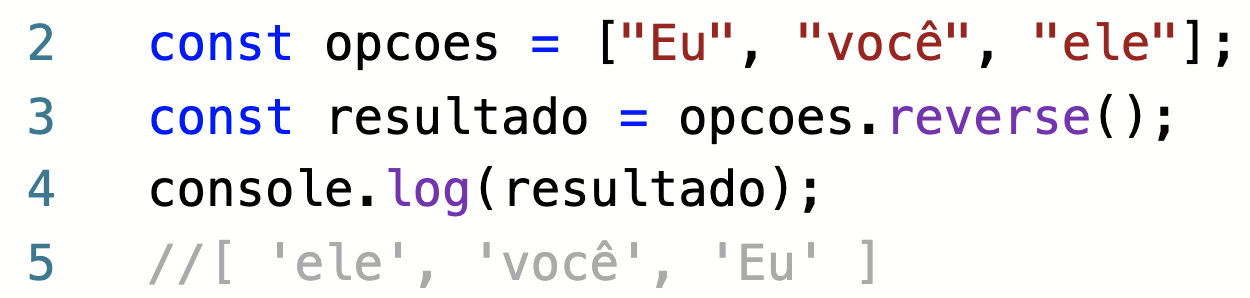 2 const opcoes = ["Eu", "você", "ele"];
3 const resultado = opcoes.reverse();
4 console.log(resultado);
5 //[ 'ele', 'você', 'Eu' ]